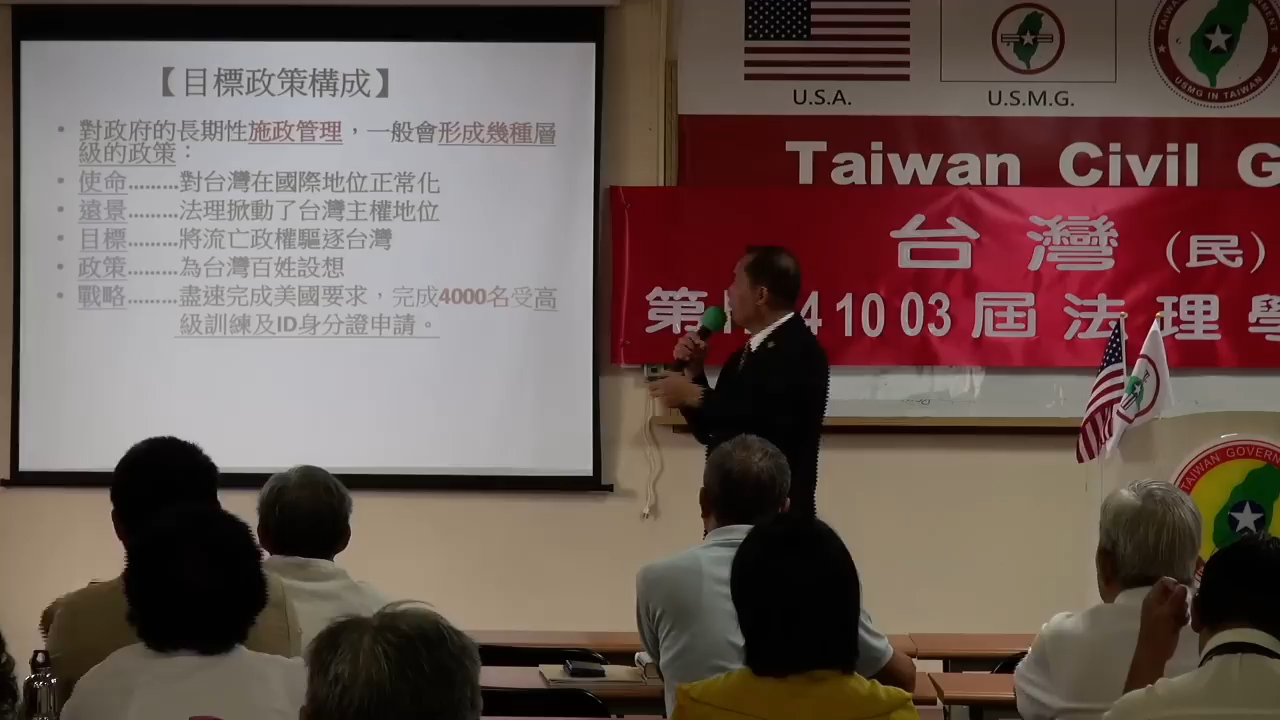 【目標政策構成】
• 對政府的長期性施政管理，一般會形成幾種層
級的政策：
• 使命.........對台灣在國際地位正常化
• 遠景.........法理掀動了台灣主權地位
• 目標.........將流亡政權驅逐台灣
• 政策.........為台灣百姓設想
• 戰略.........盡速完成美國要求，完成4000名受高
級訓練及ID身分證申請。
U.S.A.
U.S.M.G.
USMG IN TAIWAN
Taiwan Civil G
台灣（民）
第 4 10 03 屆法理學
TAIWAN GOVERNM